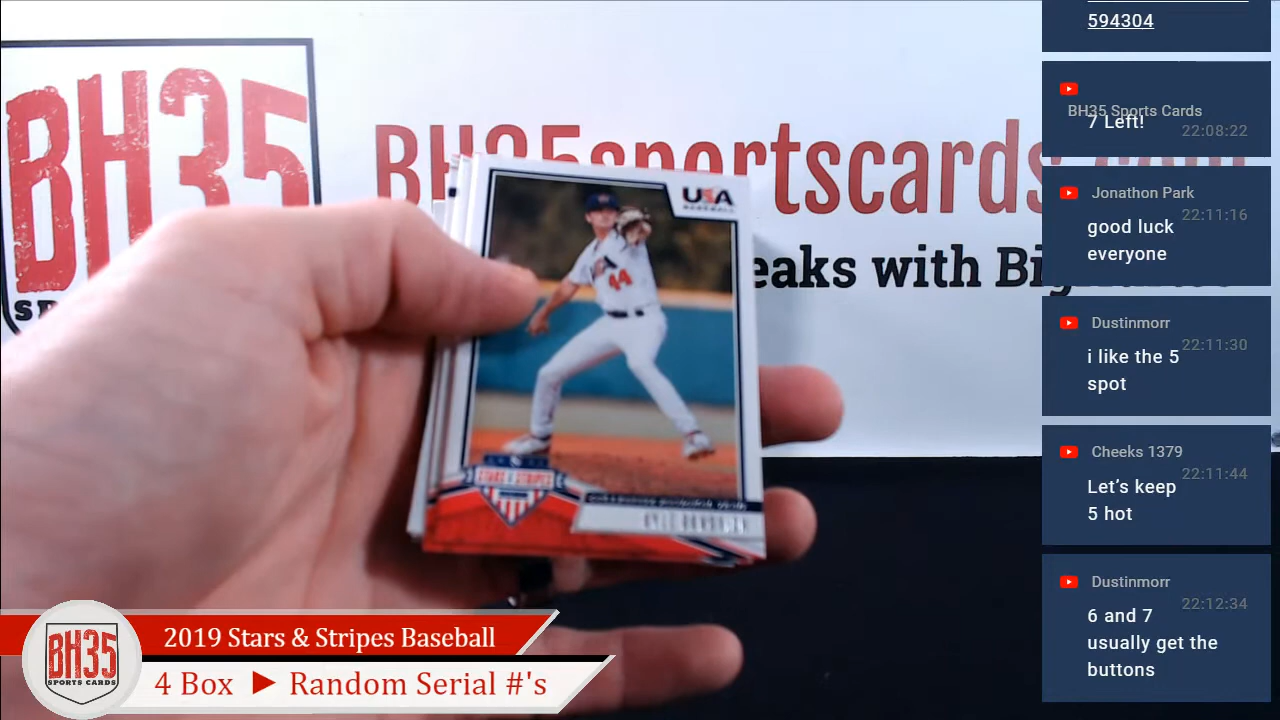 BH35
BH35sportscards
eaks with Bi
USA
BASEBALL
44
STARS & STRIPES
2019 Stars & Stripes Baseball
4 Box ► Random Serial #'s
BH35
SPORTS CARDS
594304
BH35 Sports Cards
7 Left!
22:08:22
Jonathon Park
22:11:16
good luck
everyone
Dustinmorr
22:11:30
i like the 5
spot
Cheeks 1379
22:11:44
Let's keep
5 hot
Dustinmorr
22:12:34
6 and 7
usually get the
buttons